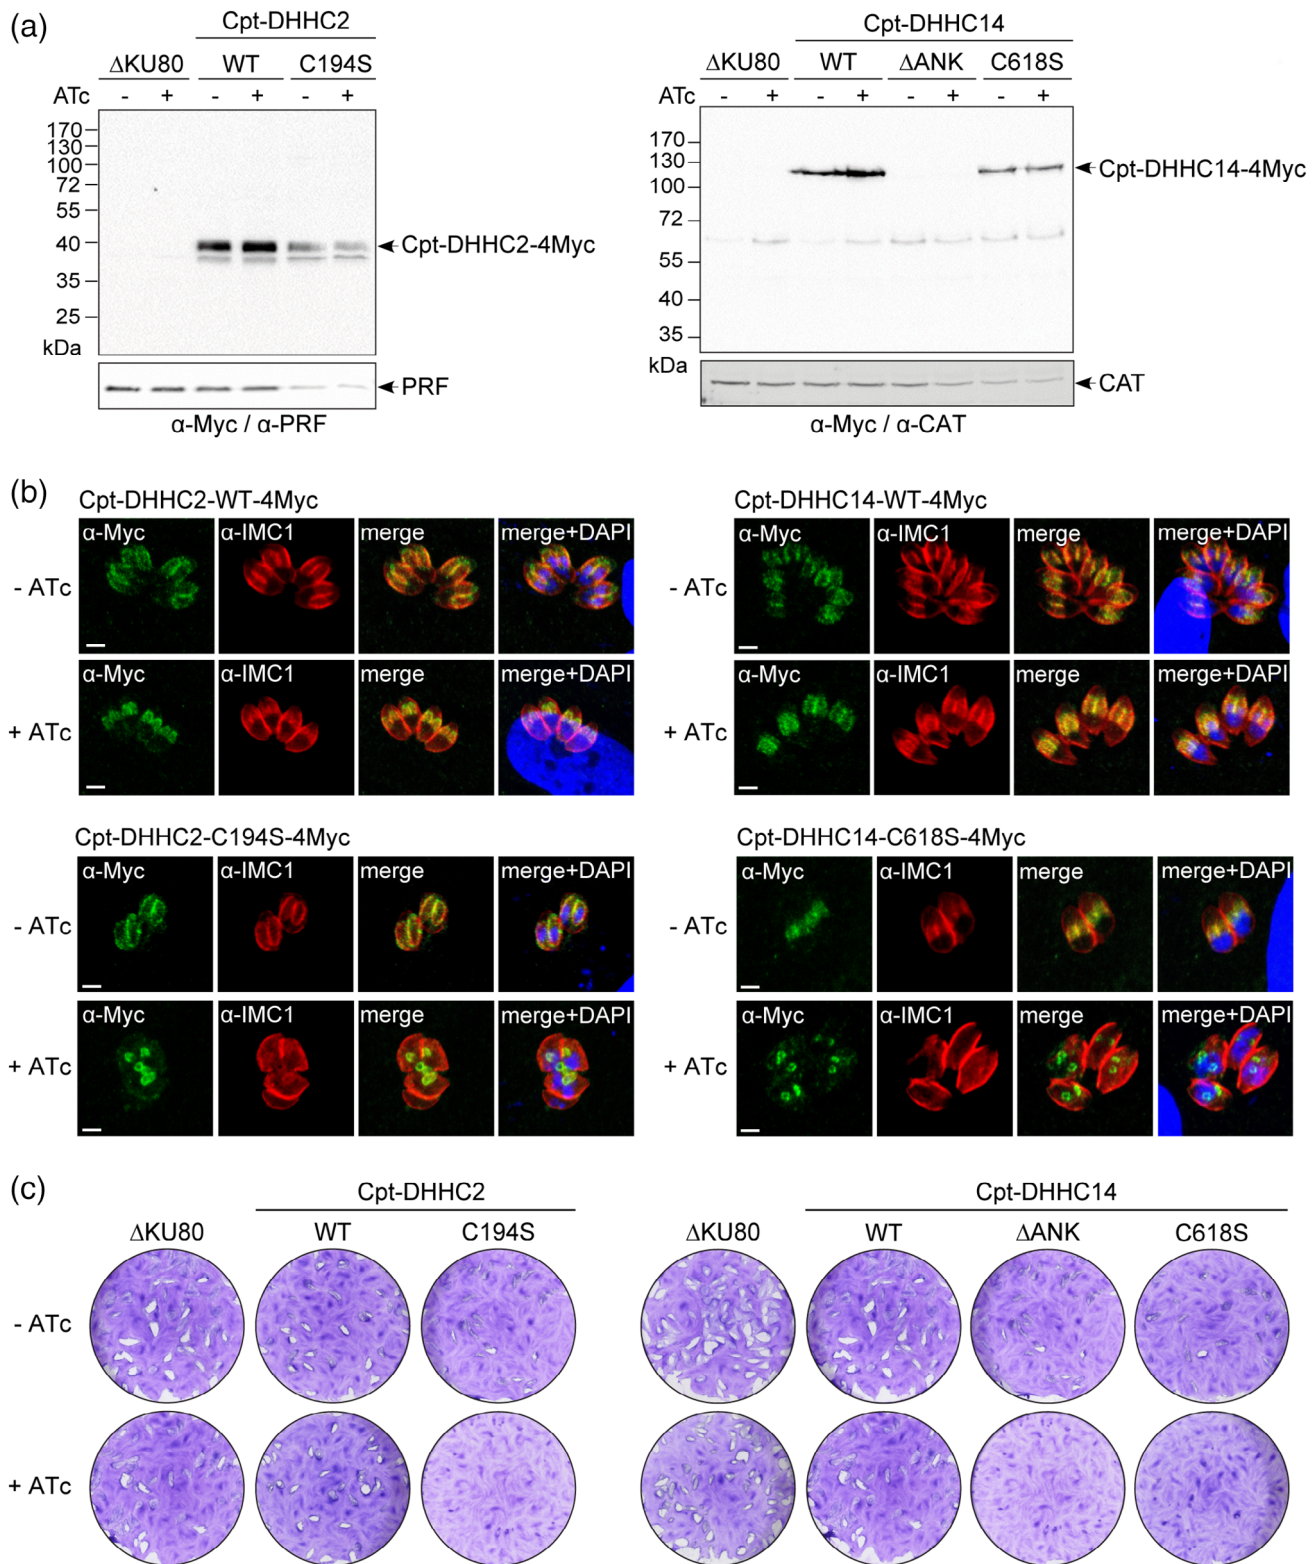 (a)
Cpt-DHHC2
ΔKU80 WT C194S
ATc - + - + - +
170
130
100
72
55
40
35
25
kDa
Cpt-DHHC2-4Myc
PRF
α-Myc / α-PRF
Cpt-DHHC14
ΔKU80 WT ΔANK C618S
ATc - + - + - + - +
170
130
100
72
55
40
35
kDa
Cpt-DHHC14-4Myc
CAT
α-Myc / α-CAT
(b)
Cpt-DHHC2-WT-4Myc
α-Myc α-IMC1 merge merge+DAPI
- ATc
α-Myc α-IMC1 merge merge+DAPI
+ ATc
Cpt-DHHC14-WT-4Myc
α-Myc α-IMC1 merge merge+DAPI
- ATc
α-Myc α-IMC1 merge merge+DAPI
+ ATc
Cpt-DHHC2-C194S-4Myc
α-Myc α-IMC1 merge merge+DAPI
- ATc
α-Myc α-IMC1 merge merge+DAPI
+ ATc
Cpt-DHHC14-C618S-4Myc
α-Myc α-IMC1 merge merge+DAPI
- ATc
α-Myc α-IMC1 merge merge+DAPI
+ ATc
(c)
Cpt-DHHC2
ΔKU80 WT C194S
Cpt-DHHC14
ΔKU80 WT ΔANK C618S
- ATc
+ ATc